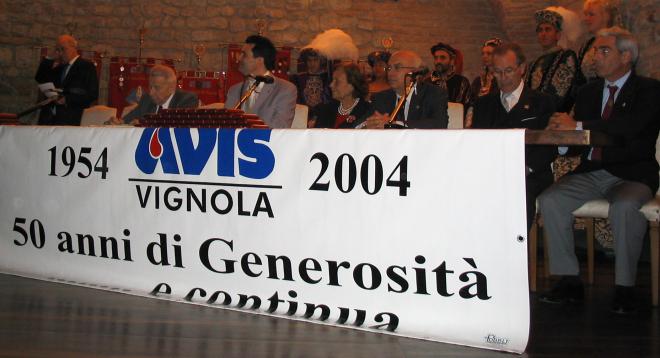 1954 AVIS 2004
VIGNOLA
50 anni di Generosità
e continua